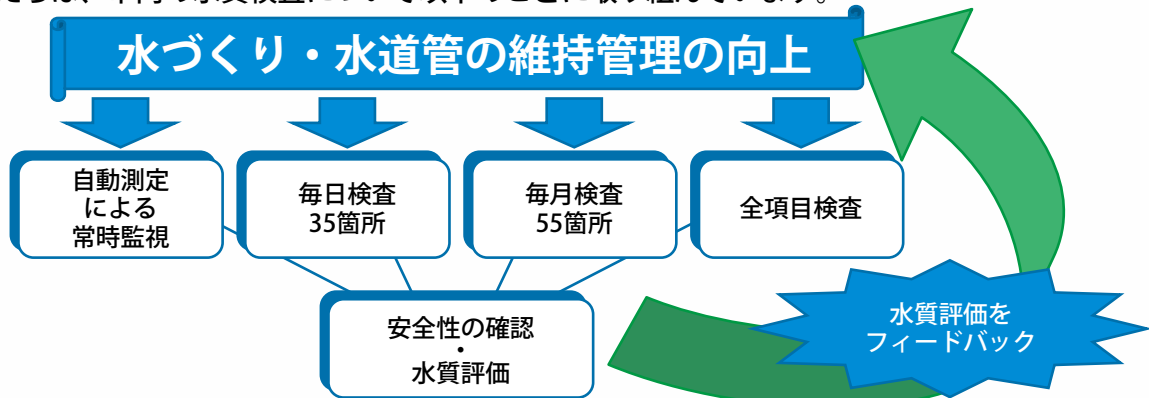 水づくり・水道管の維持管理の向上
自動測定
による
常時監視
毎日検査
35箇所
毎月検査
55箇所
全項目検査
安全性の確認
・
水質評価
水質評価を
フィードバック